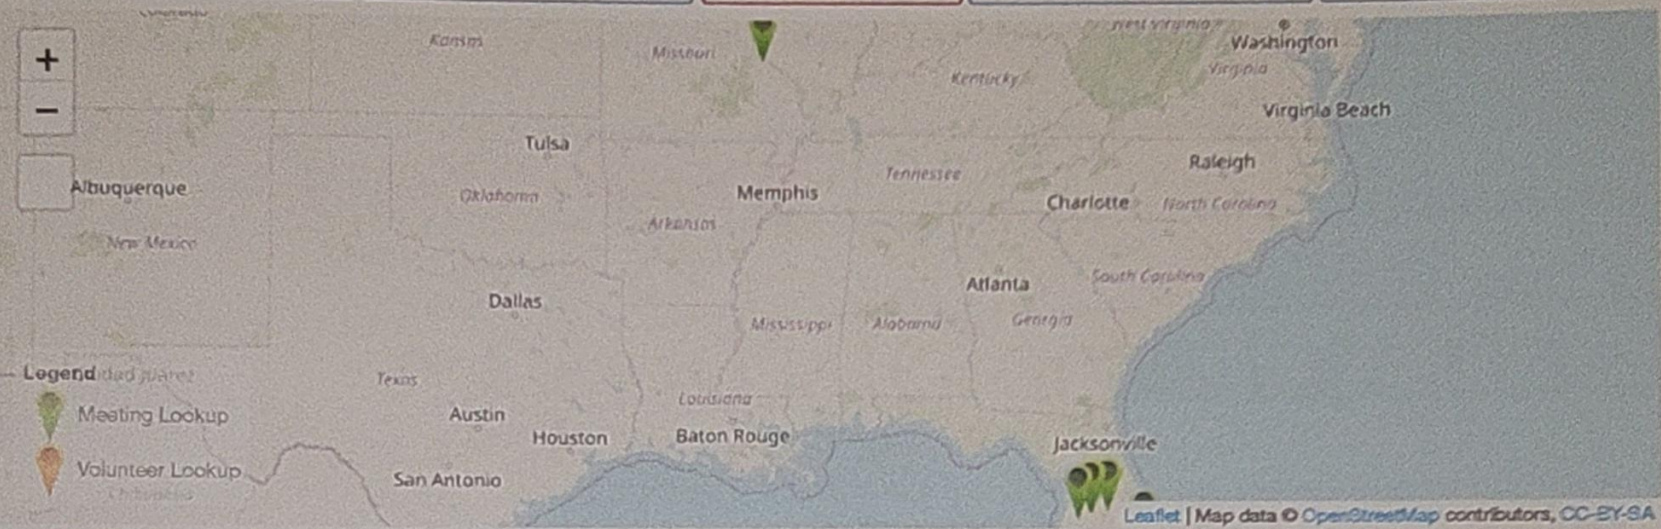 +
Kansas
Missouri
West Virginia
Washington
Virginia
Kentucky
Virginia Beach
−
Tulsa
Raleigh
Tennessee
Albuquerque
Oklahoma
Memphis
Charlotte
North Carolina
Arkansas
New Mexico
Atlanta
South Carolina
Dallas
Mississippi
Alabama
Georgia
Legend
Texas
Louisiana
Meeting Lookup
Austin
Houston
Baton Rouge
Jacksonville
Volunteer Lookup
San Antonio
Chihuahua
Leaflet | Map data © OpenStreetMap contributors, CC-BY-SA